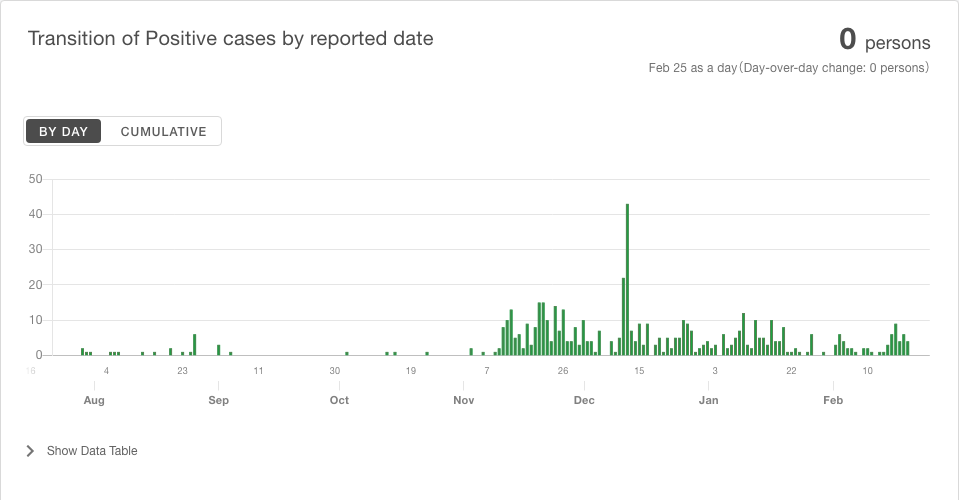 Transition of Positive cases by reported date
0 persons
Feb 25 as a day(Day-over-day change: 0 persons)
BY DAY CUMULATIVE
50
40
30
20
10
0
16 4 23 11 30 19 7 26 15 3 22 10
Aug Sep Oct Nov Dec Jan Feb
Show Data Table